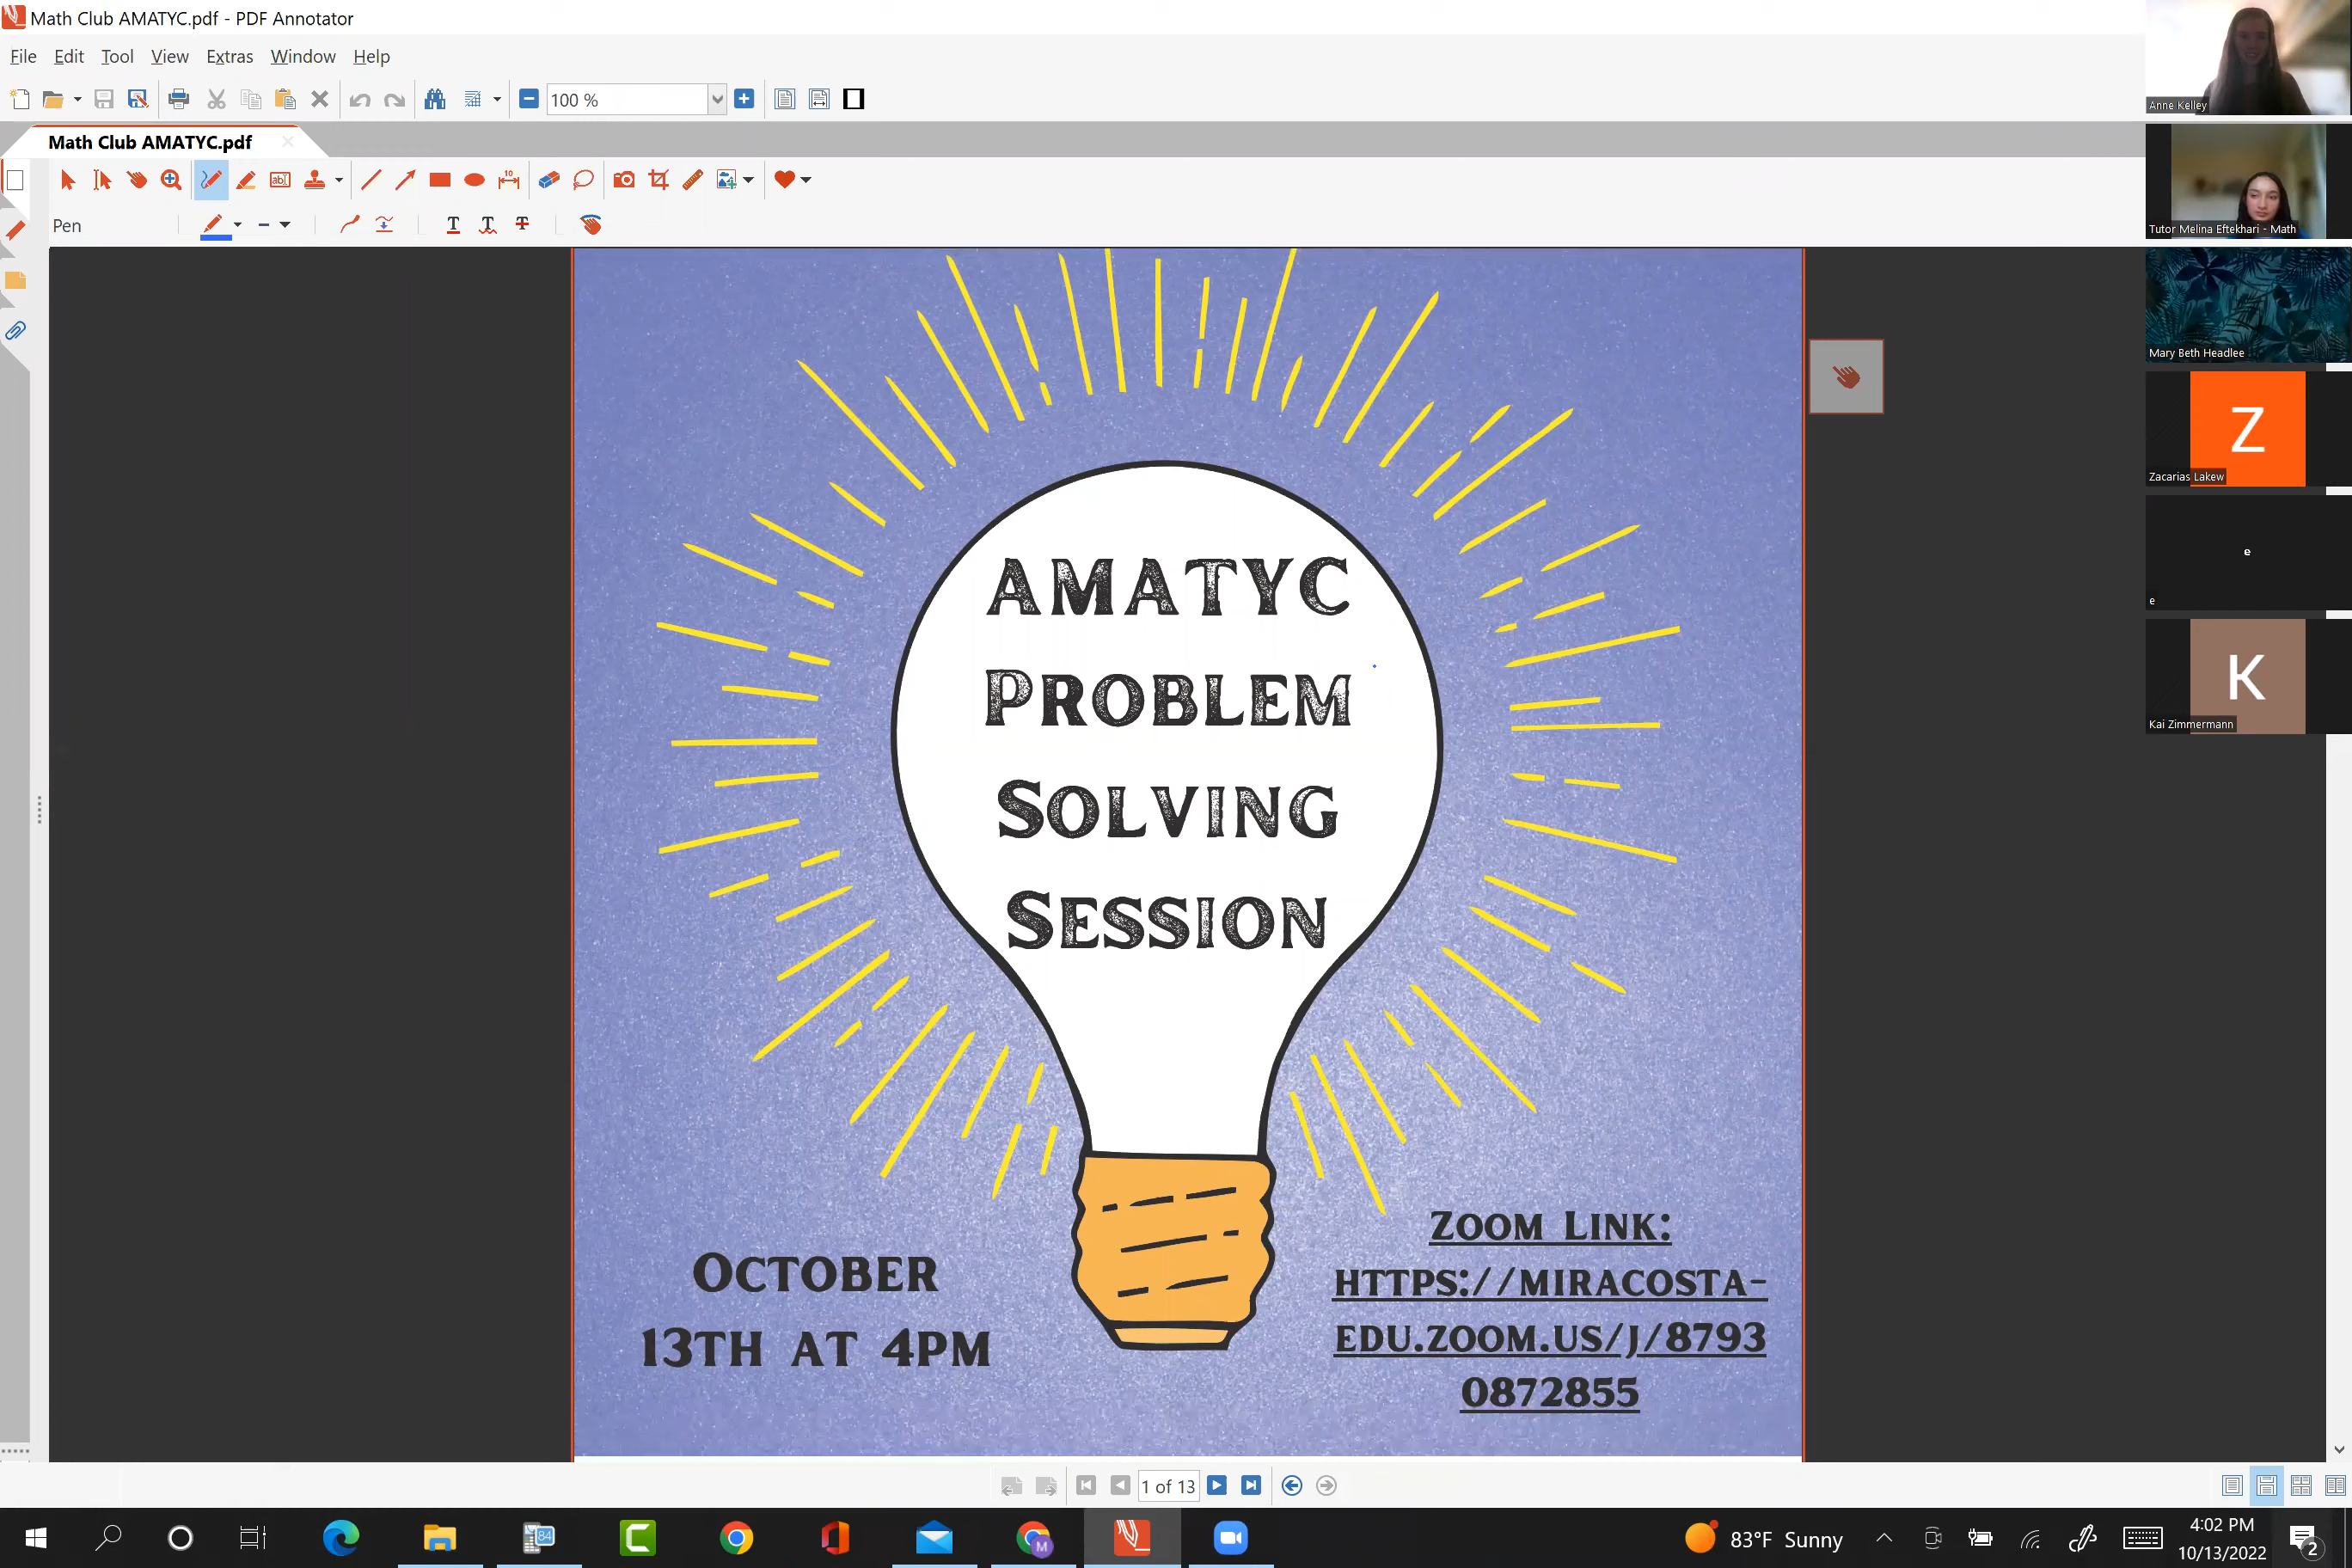 Math Club AMATYC.pdf - PDF Annotator
File Edit Tool View Extras Window Help
100 %
Math Club AMATYC.pdf
Pen
AMATYC
PROBLEM
SOLVING
SESSION
OCTOBER
13TH AT 4PM
ZOOM LINK:
HTTPS://MIRACOSTA-
EDU.ZOOM.US/J/8793
0872855
Anne Kelley
Tutor Melina Eftekhari - Math
Mary Beth Headlee
Z
Zacarias Lakew
e
e
K
Kai Zimmermann
1 of 13
84
M
83°F Sunny
4:02 PM
10/13/2022
2